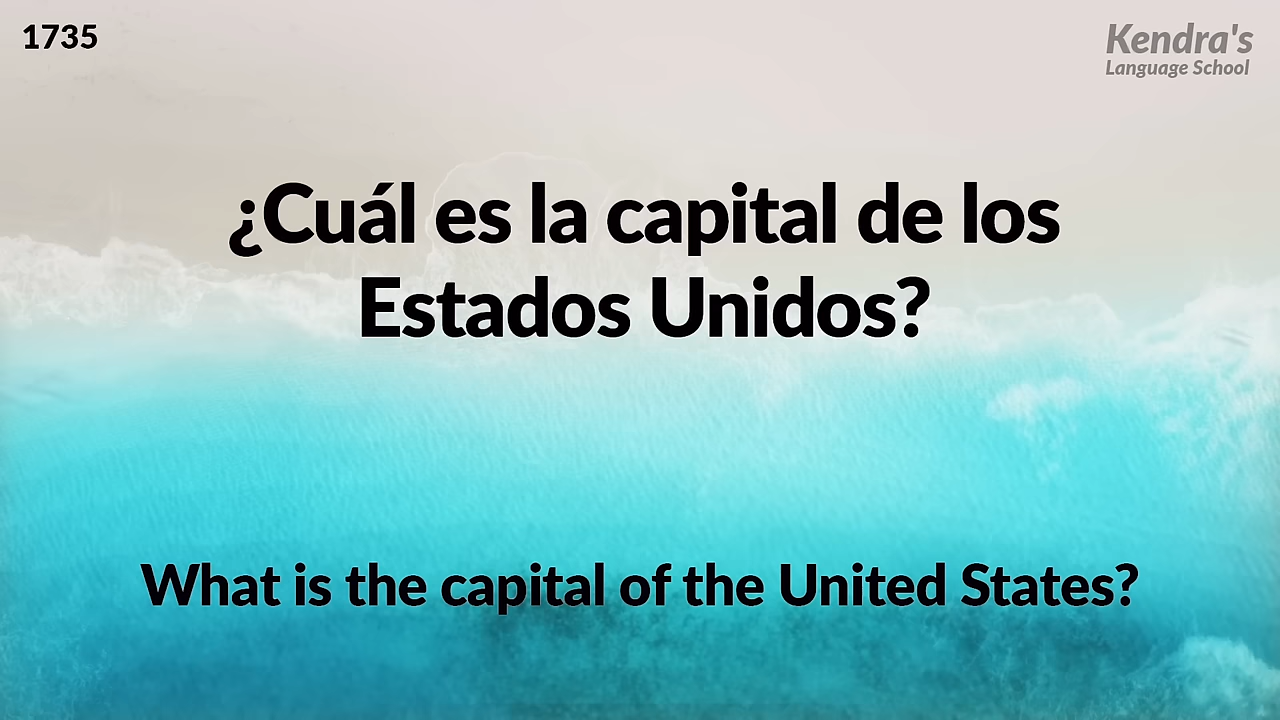 1735
Kendra's
Language School
¿Cuál es la capital de los
Estados Unidos?
What is the capital of the United States?